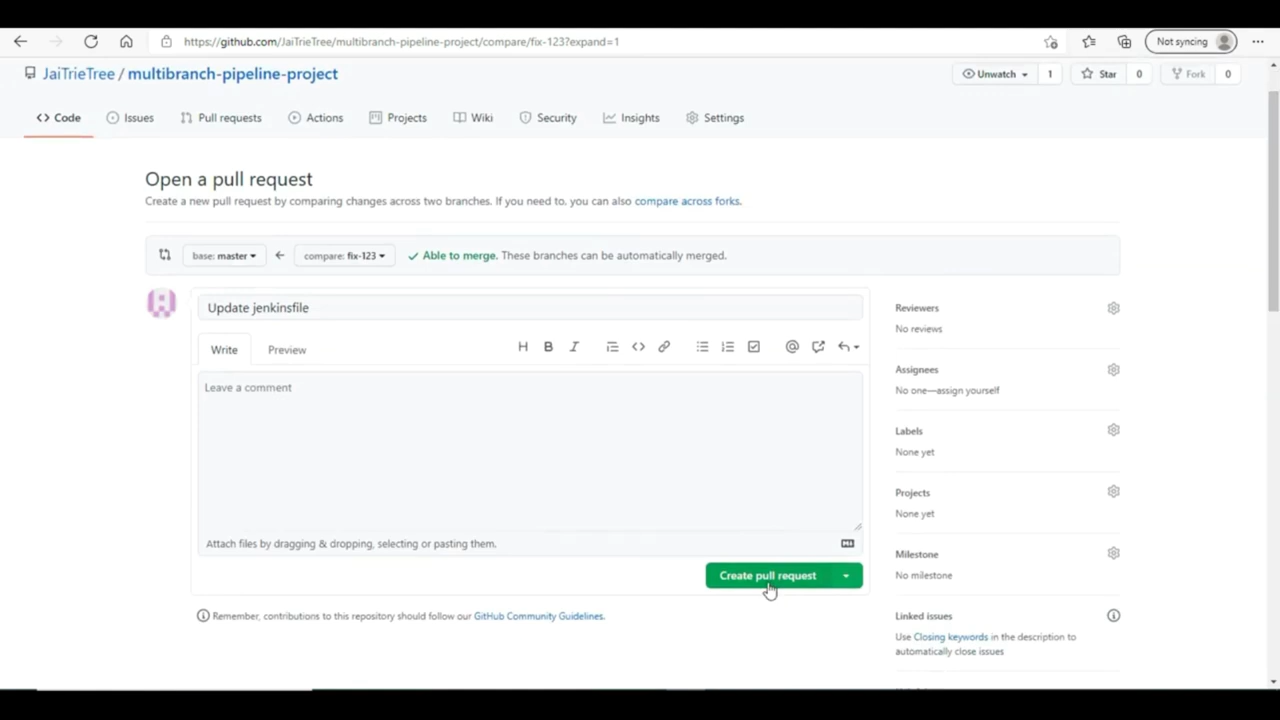 https://github.com/JaiTrieTree/multibranch-pipeline-project/compare/fix-123?expand=1
Not syncing
JaiTrieTree / multibranch-pipeline-project
Unwatch 1 Star 0 Fork 0
Code Issues Pull requests Actions Projects Wiki Security Insights Settings
Open a pull request
Create a new pull request by comparing changes across two branches. If you need to, you can also compare across forks.
base: master compare: fix-123 Able to merge. These branches can be automatically merged.
Update jenkinsfile
Write Preview
Leave a comment
Attach files by dragging & dropping, selecting or pasting them.
Create pull request
Remember, contributions to this repository should follow our GitHub Community Guidelines.
Reviewers
No reviews
Assignees
No one—assign yourself
Labels
None yet
Projects
None yet
Milestone
No milestone
Linked issues
Use Closing keywords in the description to
automatically close issues